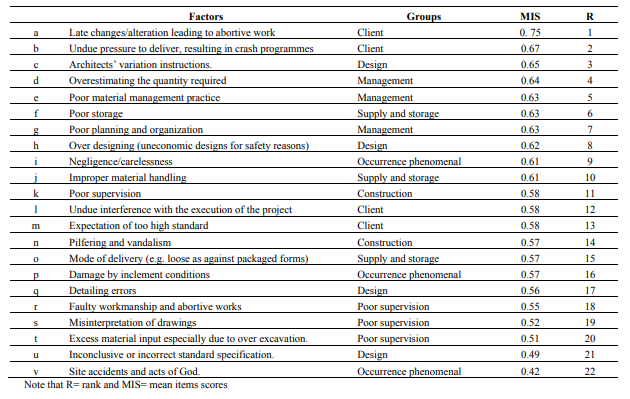 Factors Groups MIS R
a Late changes/alteration leading to abortive work Client 0. 75 1
b Undue pressure to deliver, resulting in crash programmes Client 0.67 2
c Architects' variation instructions. Design 0.65 3
d Overestimating the quantity required Management 0.64 4
e Poor material management practice Management 0.63 5
f Poor storage Supply and storage 0.63 6
g Poor planning and organization Management 0.63 7
h Over designing (uneconomic designs for safety reasons) Design 0.62 8
i Negligence/carelessness Occurrence phenomenal 0.61 9
j Improper material handling Supply and storage 0.61 10
k Poor supervision Construction 0.58 11
l Undue interference with the execution of the project Client 0.58 12
m Expectation of too high standard Client 0.58 13
n Pilfering and vandalism Construction 0.57 14
o Mode of delivery (e.g. loose as against packaged forms) Supply and storage 0.57 15
p Damage by inclement conditions Occurrence phenomenal 0.57 16
q Detailing errors Design 0.56 17
r Faulty workmanship and abortive works Poor supervision 0.55 18
s Misinterpretation of drawings Poor supervision 0.52 19
t Excess material input especially due to over excavation. Poor supervision 0.51 20
u Inconclusive or incorrect standard specification. Design 0.49 21
v Site accidents and acts of God. Occurrence phenomenal 0.42 22
Note that R= rank and MIS= mean items scores